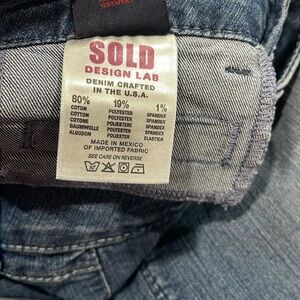 SOLD
DESIGN LAB
DENIM CRAFTED
IN THE U.S.A.
80% 19% 1%
COTTON POLYESTER SPANDEX
COTTON POLYESTER SPANDEX
COTONE POLIESTERE SPANDEX
BAUMWOLLE POLYESTER SPANDEX
ALGODON POLIESTER ELASTICA
MADE IN MEXICO
OF IMPORTED FABRIC
SEE CARE ON REVERSE